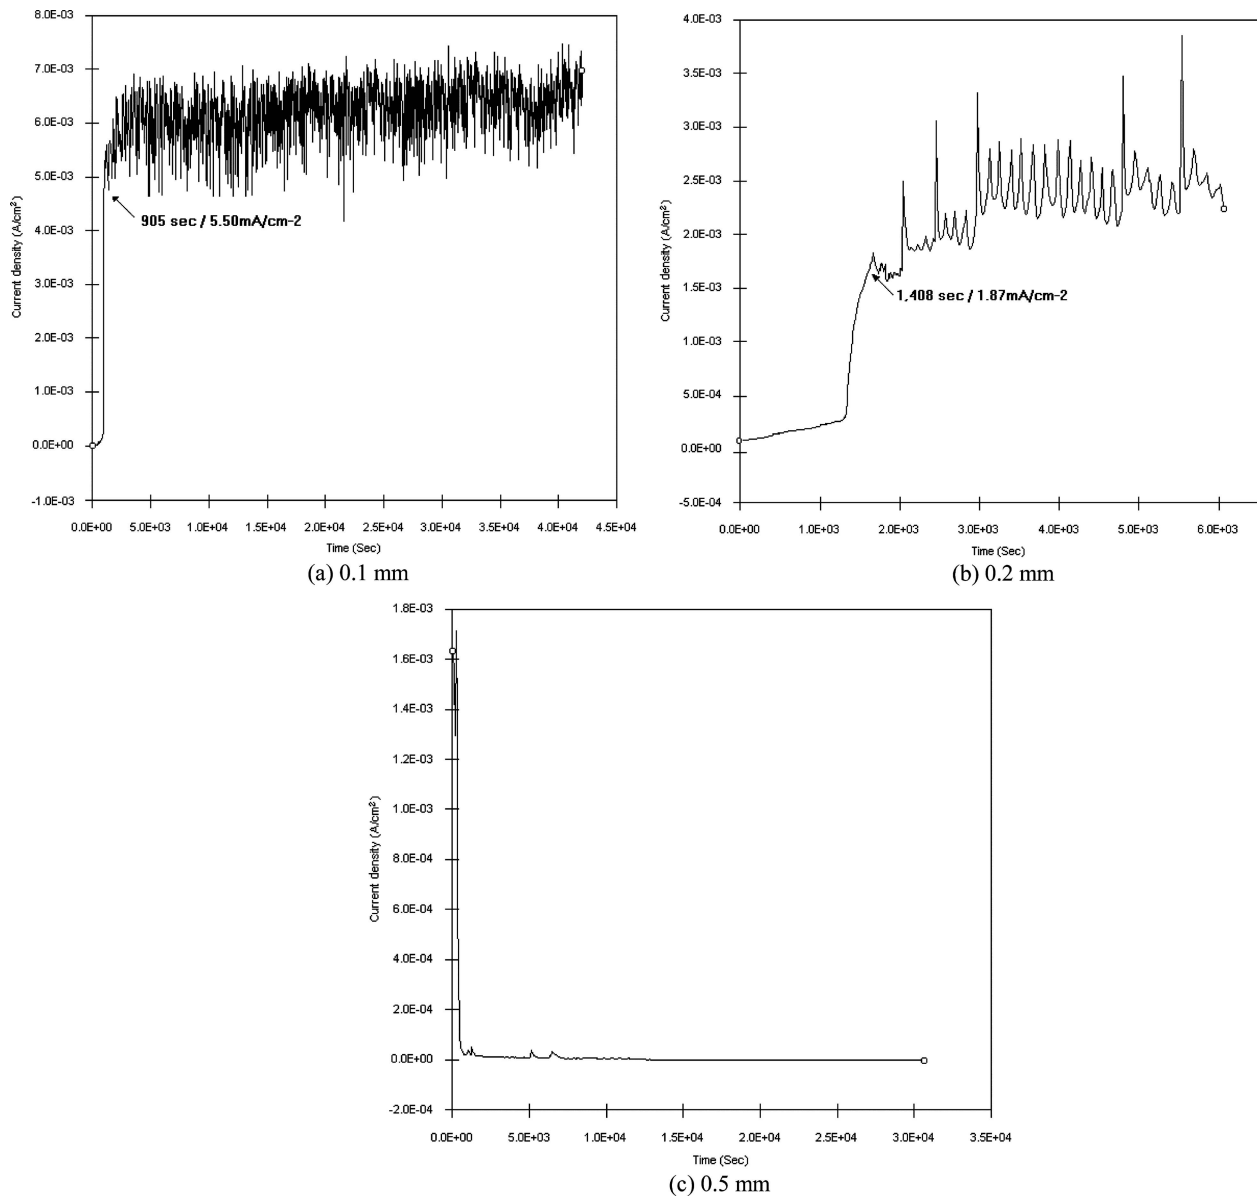 8.0E-03
7.0E-03
6.0E-03
5.0E-03
4.0E-03
3.0E-03
2.0E-03
1.0E-03
0.0E+00
-1.0E-03
Current density (A/cm²)
905 sec / 5.50mA/cm-2
0.0E+00 5.0E+03 1.0E+04 1.5E+04 2.0E+04 2.5E+04 3.0E+04 3.5E+04 4.0E+04 4.5E+04
Time (Sec)
(a) 0.1 mm
4.0E-03
3.5E-03
3.0E-03
2.5E-03
2.0E-03
1.5E-03
1.0E-03
5.0E-04
0.0E+00
-5.0E-04
Current density (A/cm²)
1,408 sec / 1.87mA/cm-2
0.0E+00 1.0E+03 2.0E+03 3.0E+03 4.0E+03 5.0E+03 6.0E+03
Time (Sec)
(b) 0.2 mm
1.8E-03
1.6E-03
1.4E-03
1.2E-03
1.0E-03
8.0E-04
6.0E-04
4.0E-04
2.0E-04
0.0E+00
-2.0E-04
Current density (A/cm²)
0.0E+00 5.0E+03 1.0E+04 1.5E+04 2.0E+04 2.5E+04 3.0E+04 3.5E+04
Time (Sec)
(c) 0.5 mm